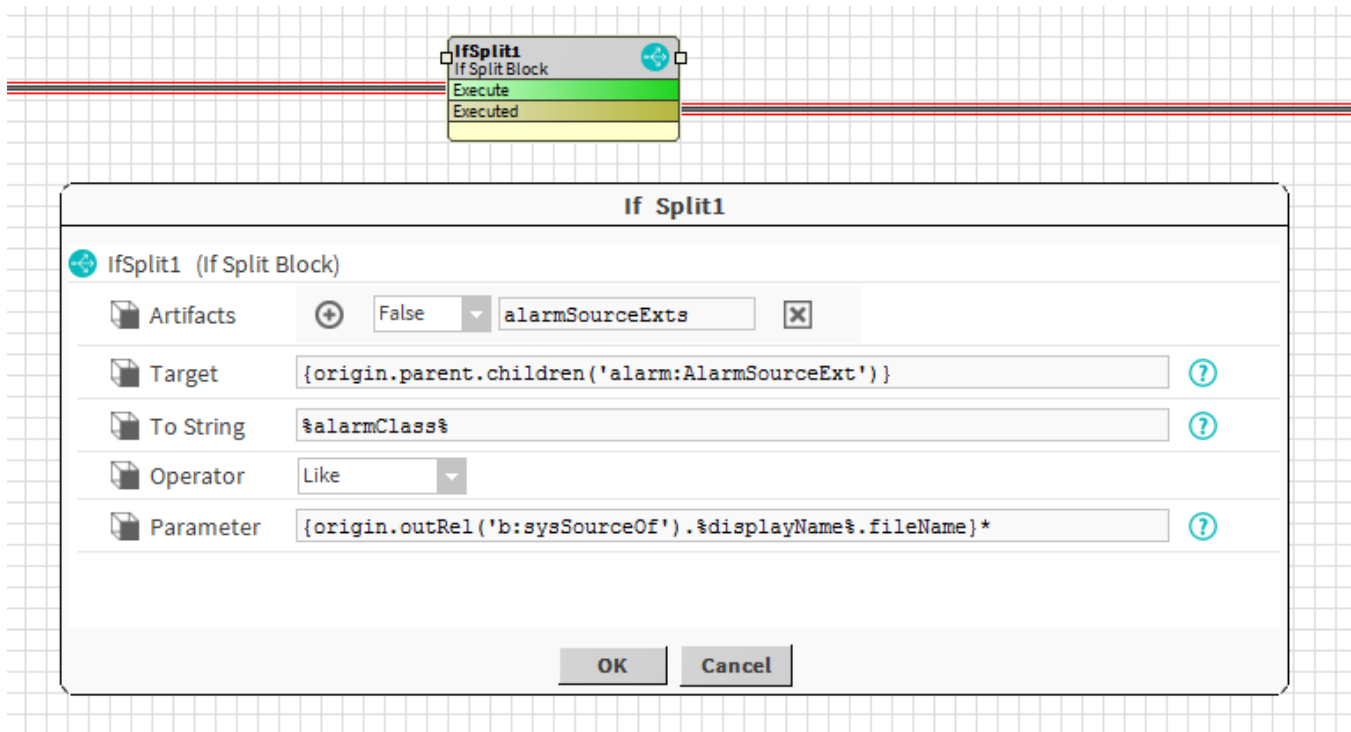 IfSplit1
If Split Block
Execute
Executed
If Split1
IfSplit1 (If Split Block)
Artifacts False alarmSourceExts
Target {origin.parent.children('alarm:AlarmSourceExt')} ?
To String %alarmClass% ?
Operator Like
Parameter {origin.outRel('b:sysSourceOf').%displayName%.fileName}* ?
OK Cancel